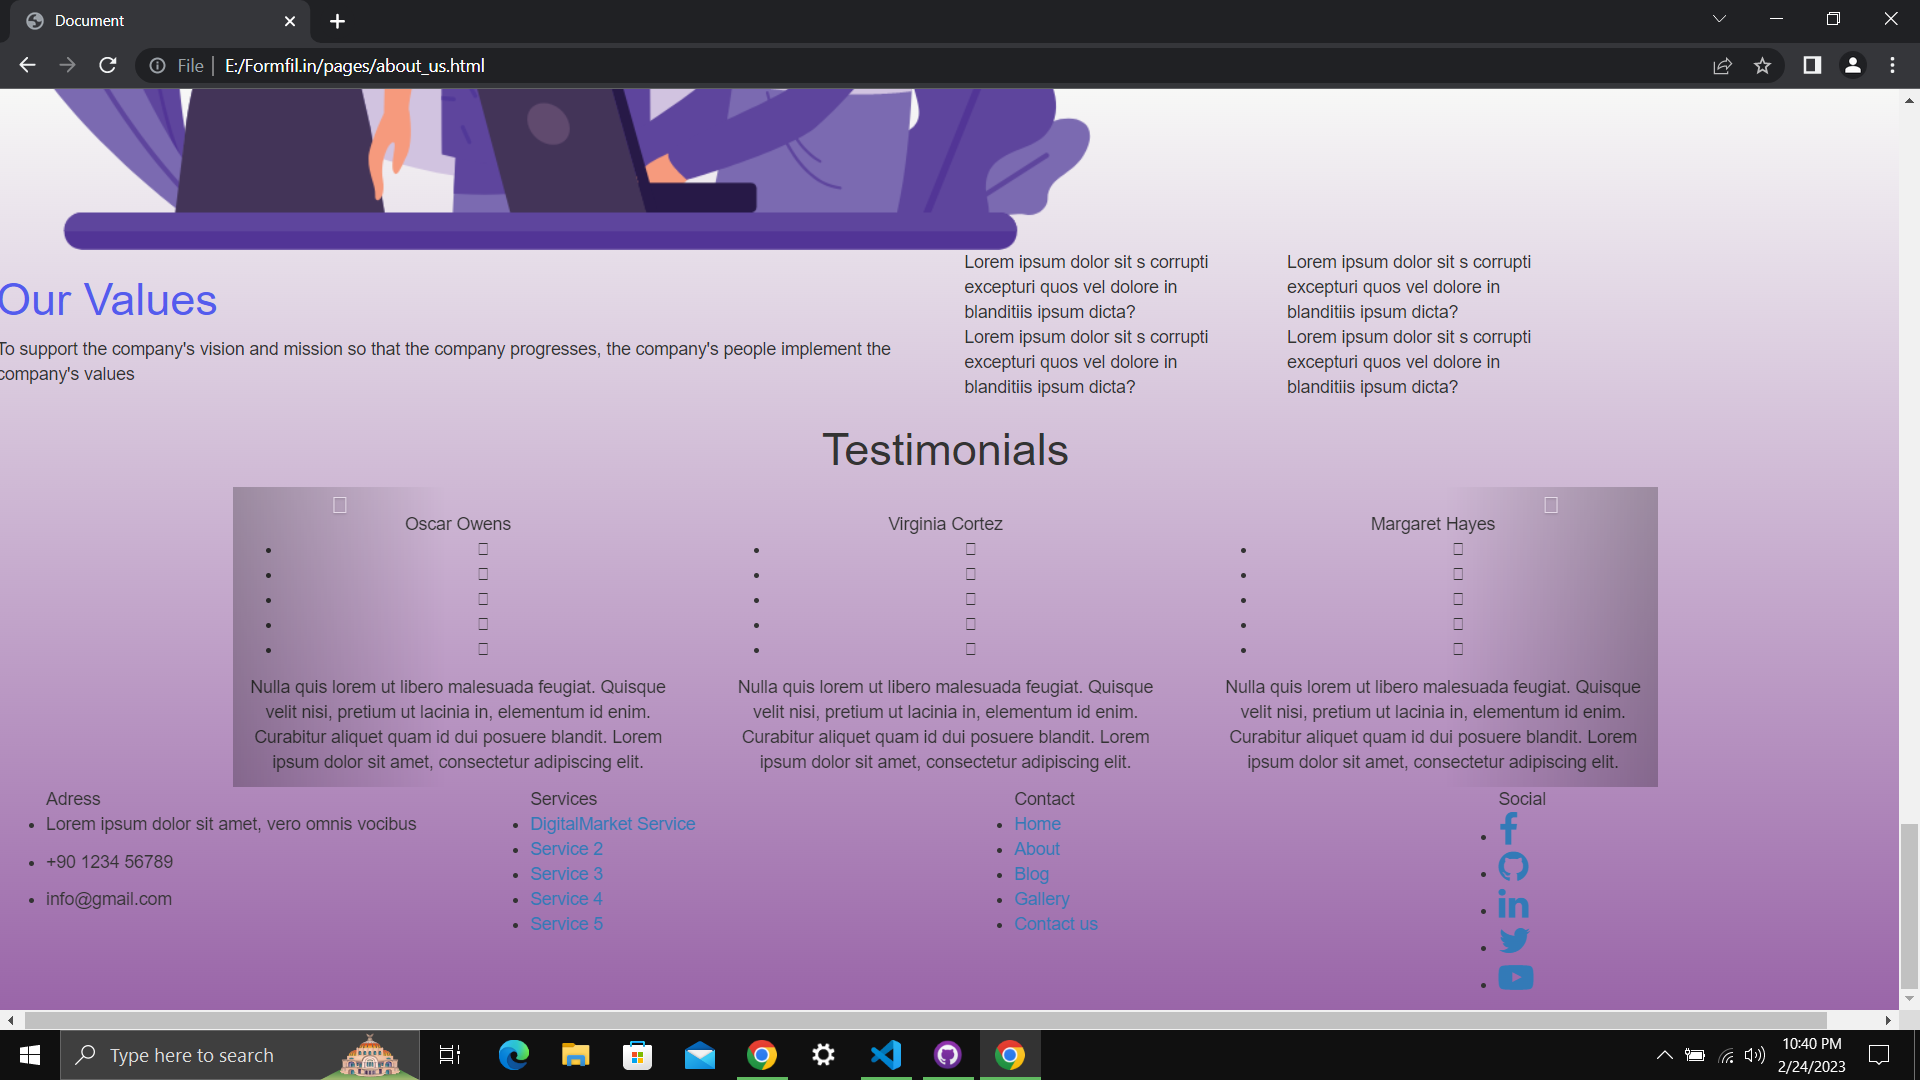 Document
File
E:/Formfil.in/pages/about_us.html
Our Values
To support the company's vision and mission so that the company progresses, the company's people implement the
company's values
Lorem ipsum dolor sit s corrupti
excepturi quos vel dolore in
blanditiis ipsum dicta?
Lorem ipsum dolor sit s corrupti
excepturi quos vel dolore in
blanditiis ipsum dicta?
Lorem ipsum dolor sit s corrupti
excepturi quos vel dolore in
blanditiis ipsum dicta?
Lorem ipsum dolor sit s corrupti
excepturi quos vel dolore in
blanditiis ipsum dicta?
Testimonials
Oscar Owens
Nulla quis lorem ut libero malesuada feugiat. Quisque
velit nisi, pretium ut lacinia in, elementum id enim.
Curabitur aliquet quam id dui posuere blandit. Lorem
ipsum dolor sit amet, consectetur adipiscing elit.
Virginia Cortez
Nulla quis lorem ut libero malesuada feugiat. Quisque
velit nisi, pretium ut lacinia in, elementum id enim.
Curabitur aliquet quam id dui posuere blandit. Lorem
ipsum dolor sit amet, consectetur adipiscing elit.
Margaret Hayes
Nulla quis lorem ut libero malesuada feugiat. Quisque
velit nisi, pretium ut lacinia in, elementum id enim.
Curabitur aliquet quam id dui posuere blandit. Lorem
ipsum dolor sit amet, consectetur adipiscing elit.
Adress
Lorem ipsum dolor sit amet, vero omnis vocibus
+90 1234 56789
info@gmail.com
Services
DigitalMarket Service
Service 2
Service 3
Service 4
Service 5
Contact
Home
About
Blog
Gallery
Contact us
Social
Type here to search
10:40 PM
2/24/2023